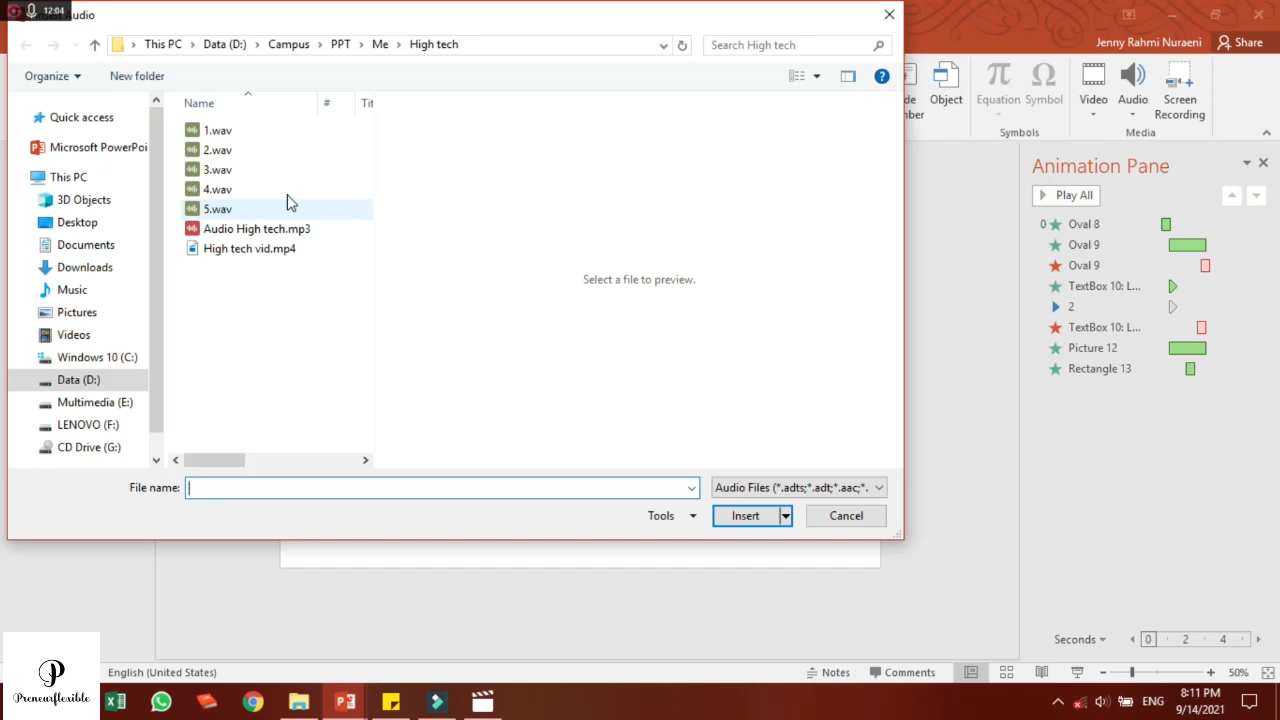 12:04
Insert Audio
This PC > Data (D:) > Campus > PPT > Me > High tech
Search High tech
Organize
New folder
Name
#
Tit
Quick access
Microsoft PowerPoi
This PC
3D Objects
Desktop
Documents
Downloads
Music
Pictures
Videos
Windows 10 (C:)
Data (D:)
Multimedia (E:)
LENOVO (F:)
CD Drive (G:)
1.wav
2.wav
3.wav
4.wav
5.wav
Audio High tech.mp3
High tech vid.mp4
Select a file to preview.
File name:
Audio Files (*.adts;*.adt;*.aac;*.
Tools
Insert
Cancel
Jenny Rahmi Nuraeni
Share
Object
Equation
Symbol
Symbols
Video
Audio
Screen
Recording
Media
Animation Pane
Play All
0 Oval 8
Oval 9
Oval 9
TextBox 10: L...
2
TextBox 10: L...
Picture 12
Rectangle 13
Seconds
0 2 4
English (United States)
Notes
Comments
50%
P
Preneurflexible
ENG
8:11 PM
9/14/2021